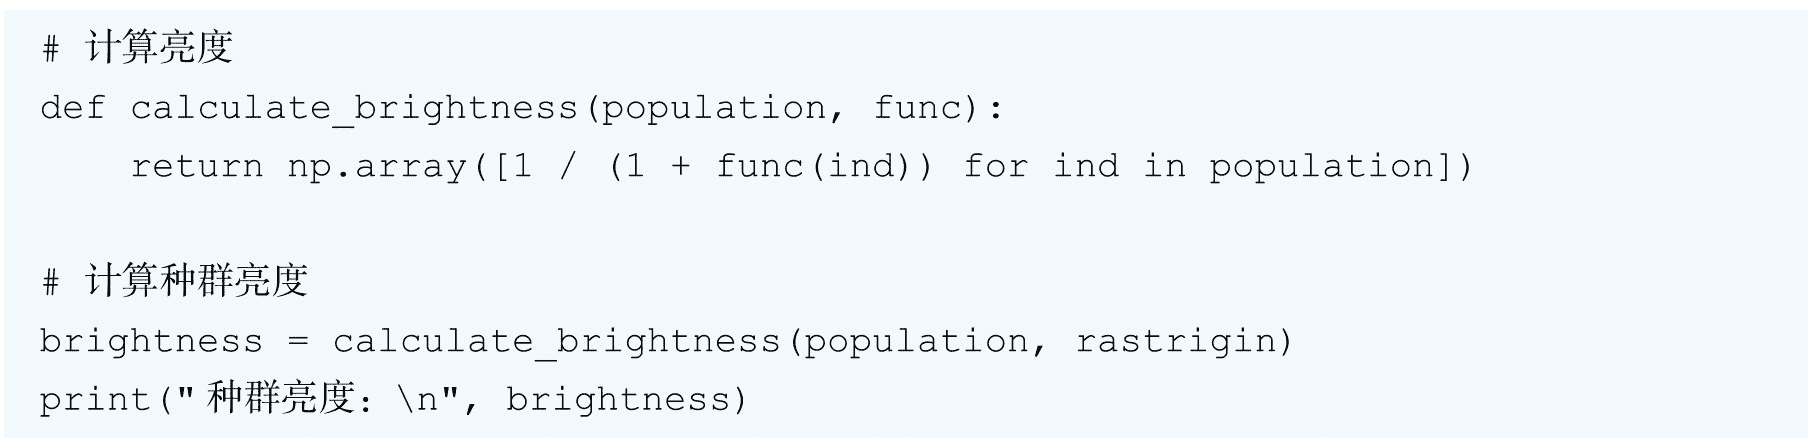 # 计算亮度
def calculate_brightness(population, func):
    return np.array([1 / (1 + func(ind)) for ind in population])
# 计算种群亮度
brightness = calculate_brightness(population, rastrigin)
print("种群亮度：\n", brightness)